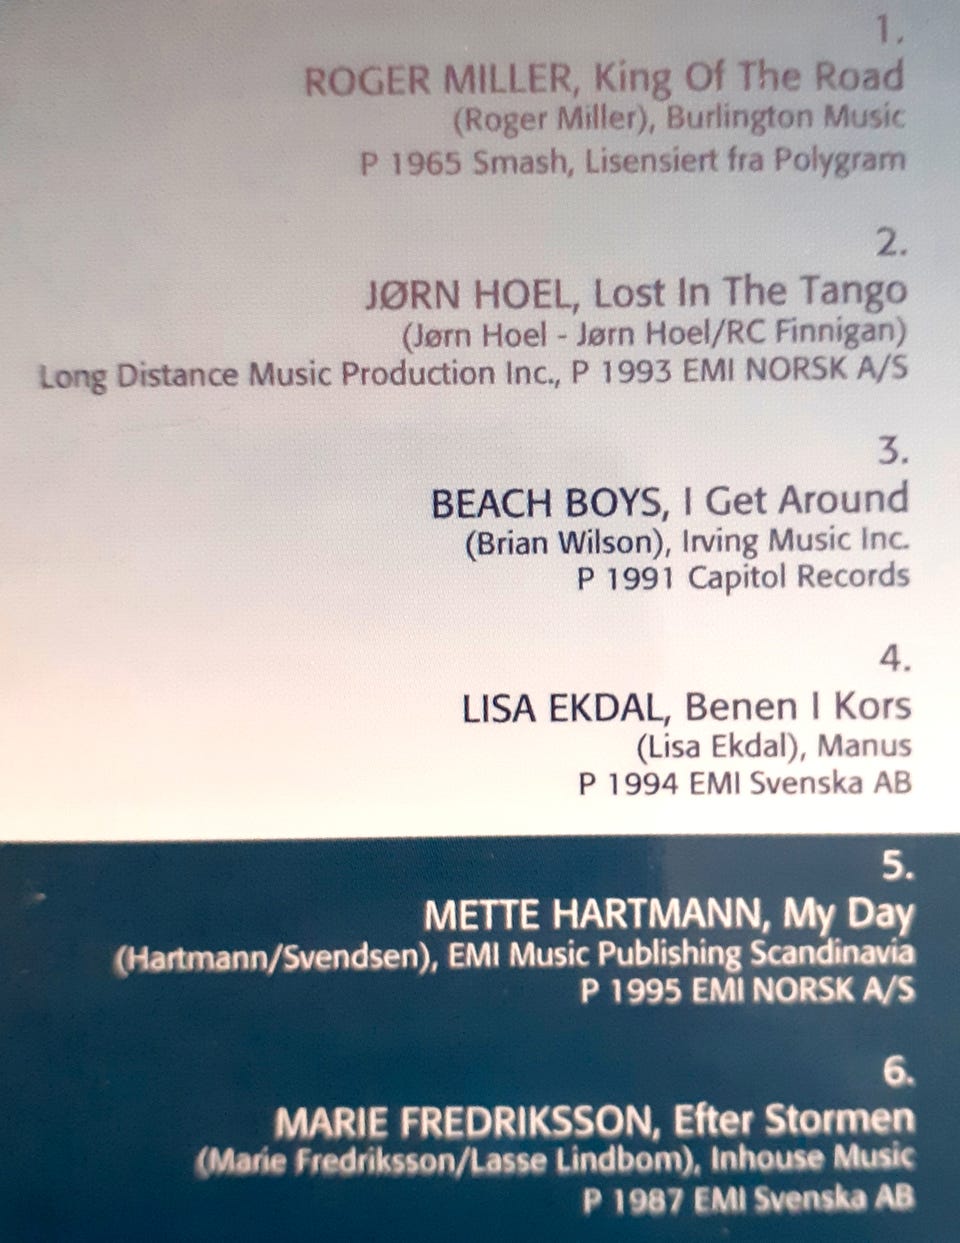 1.
ROGER MILLER, King Of The Road
(Roger Miller), Burlington Music
P 1965 Smash, Lisensiert fra Polygram
2.
JØRN HOEL, Lost In The Tango
(Jørn Hoel - Jørn Hoel/RC Finnigan)
Long Distance Music Production Inc., P 1993 EMI NORSK A/S
3.
BEACH BOYS, I Get Around
(Brian Wilson), Irving Music Inc.
P 1991 Capitol Records
4.
LISA EKDAL, Benen I Kors
(Lisa Ekdal), Manus
P 1994 EMI Svenska AB
5.
METTE HARTMANN, My Day
(Hartmann/Svendsen), EMI Music Publishing Scandinavia
P 1995 EMI NORSK A/S
6.
MARIE FREDRIKSSON, Efter Stormen
(Marie Fredriksson/Lasse Lindbom), Inhouse Music
P 1987 EMI Svenska AB